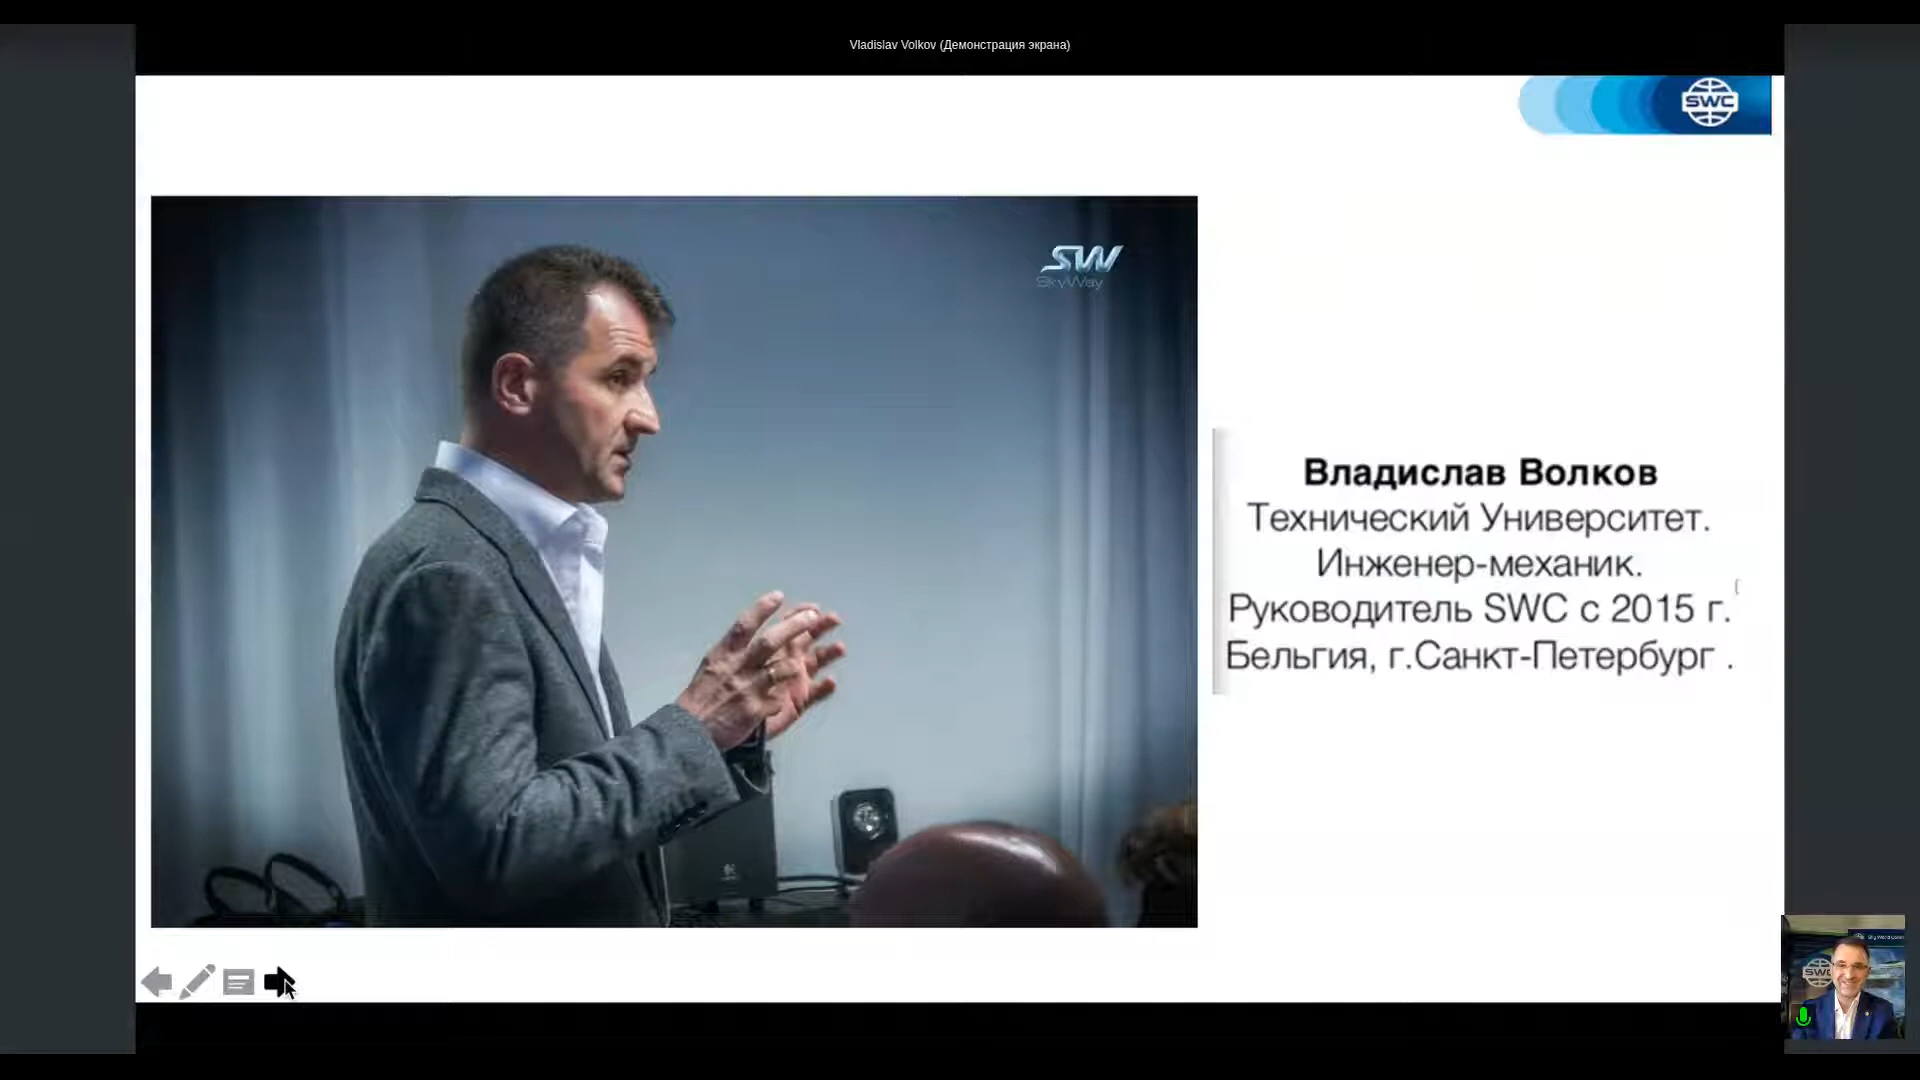 Vladislav Volkov (Демонстрация экрана)
SWC
SW
SkyWay
Владислав Волков
Технический Университет.
Инженер-механик.
Руководитель SWC с 2015 г.
Бельгия, г.Санкт-Петербург .
SWC